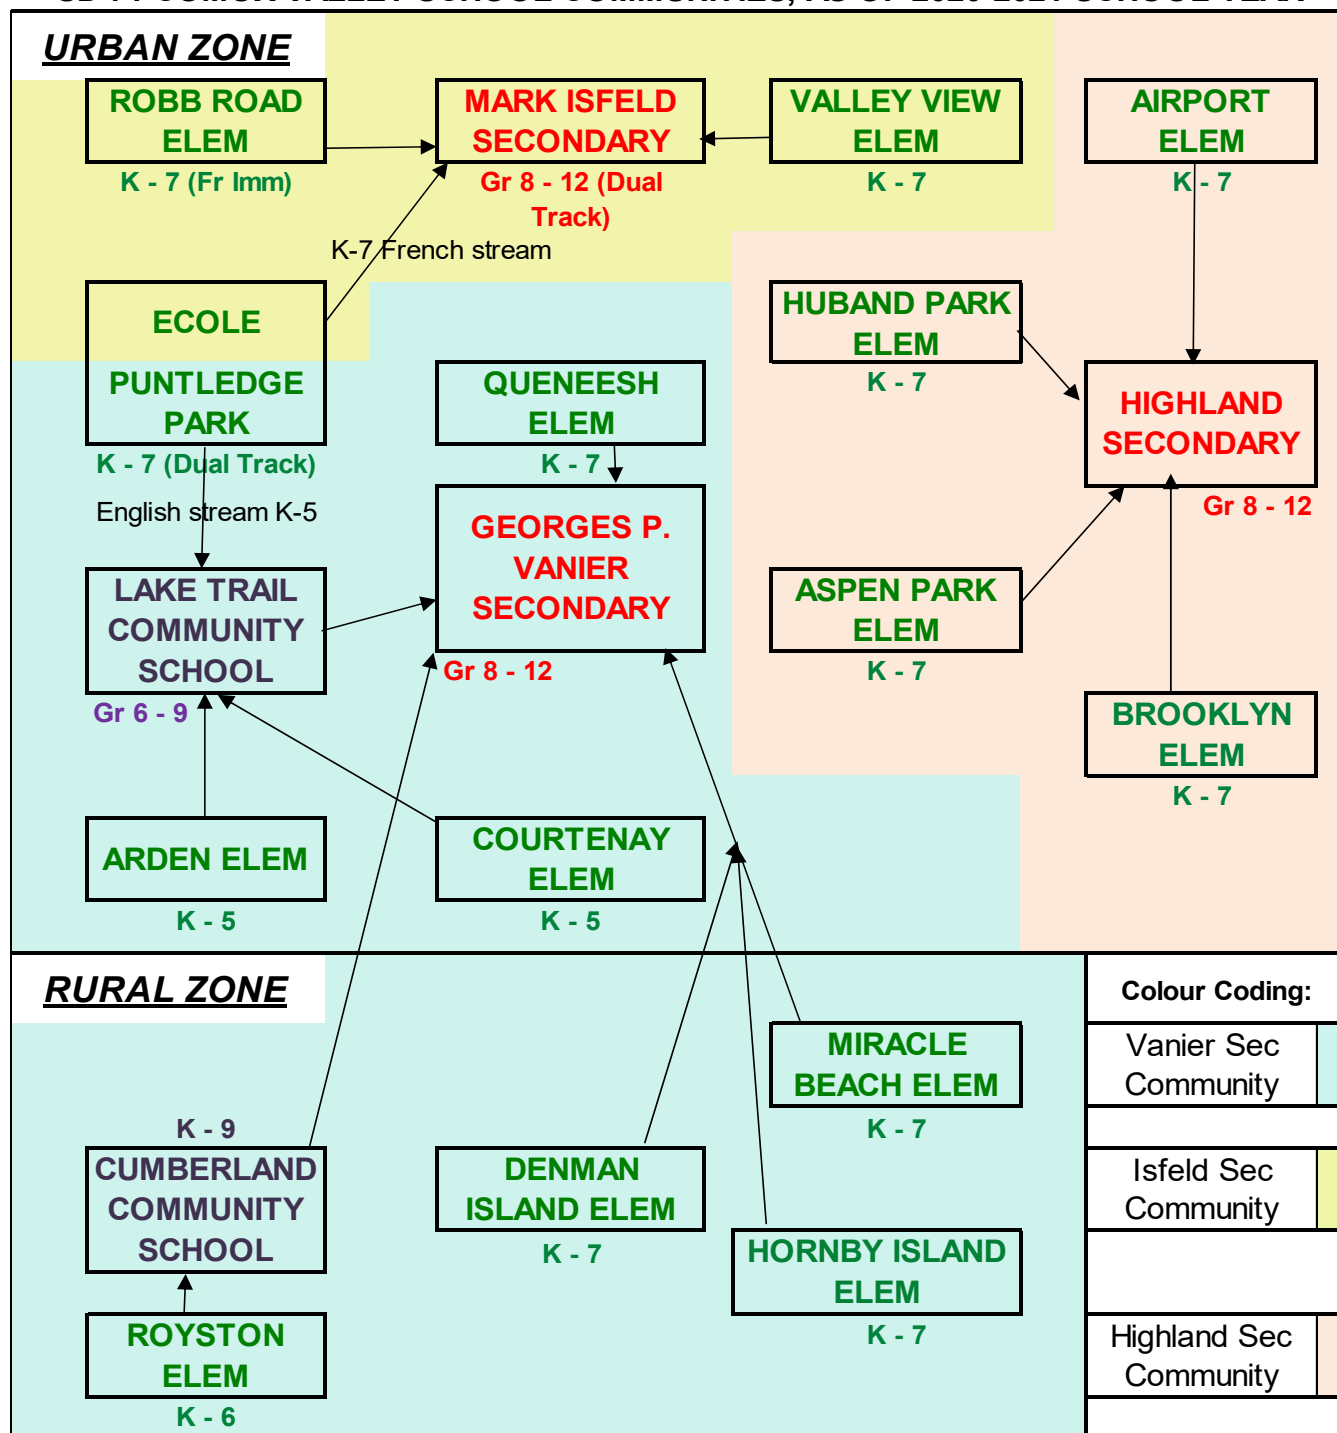 URBAN ZONE
ROBB ROAD
ELEM
K - 7 (Fr Imm)
MARK ISFELD
SECONDARY
Gr 8 - 12 (Dual
Track)
VALLEY VIEW
ELEM
K - 7
AIRPORT
ELEM
K - 7
K-7 French stream
ECOLE
PUNTLEDGE
PARK
K - 7 (Dual Track)
English stream K-5
QUENEESH
ELEM
K - 7
HUBAND PARK
ELEM
K - 7
HIGHLAND
SECONDARY
Gr 8 - 12
GEORGES P.
VANIER
SECONDARY
Gr 8 - 12
LAKE TRAIL
COMMUNITY
SCHOOL
Gr 6 - 9
ASPEN PARK
ELEM
K - 7
BROOKLYN
ELEM
K - 7
ARDEN ELEM
K - 5
COURTENAY
ELEM
K - 5
RURAL ZONE
MIRACLE
BEACH ELEM
K - 7
K - 9
CUMBERLAND
COMMUNITY
SCHOOL
DENMAN
ISLAND ELEM
K - 7
HORNBY ISLAND
ELEM
K - 7
ROYSTON
ELEM
K - 6
Colour Coding:
Vanier Sec
Community
Isfeld Sec
Community
Highland Sec
Community